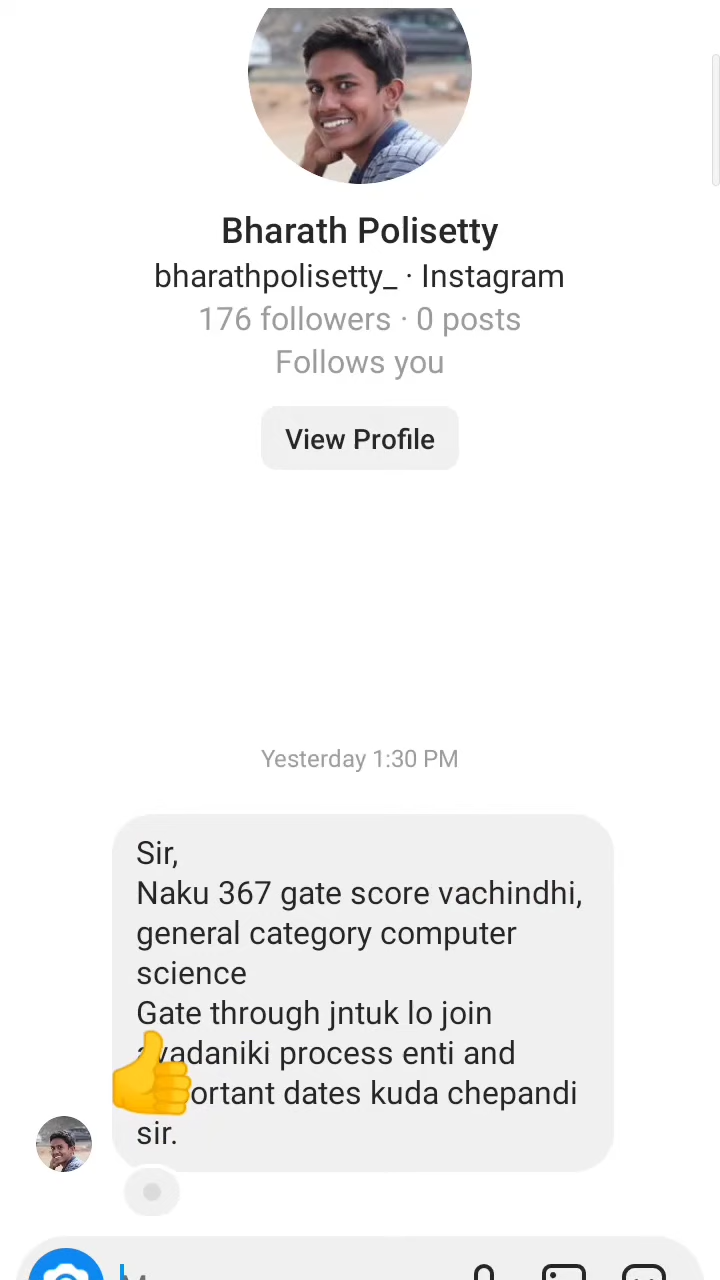 Bharath Polisetty
bharathpolisetty_ · Instagram
176 followers · 0 posts
Follows you
View Profile
Yesterday 1:30 PM
Sir,
Naku 367 gate score vachindhi,
general category computer
science
Gate through jntuk lo join
process enti and
dates kuda chepandi
sir.